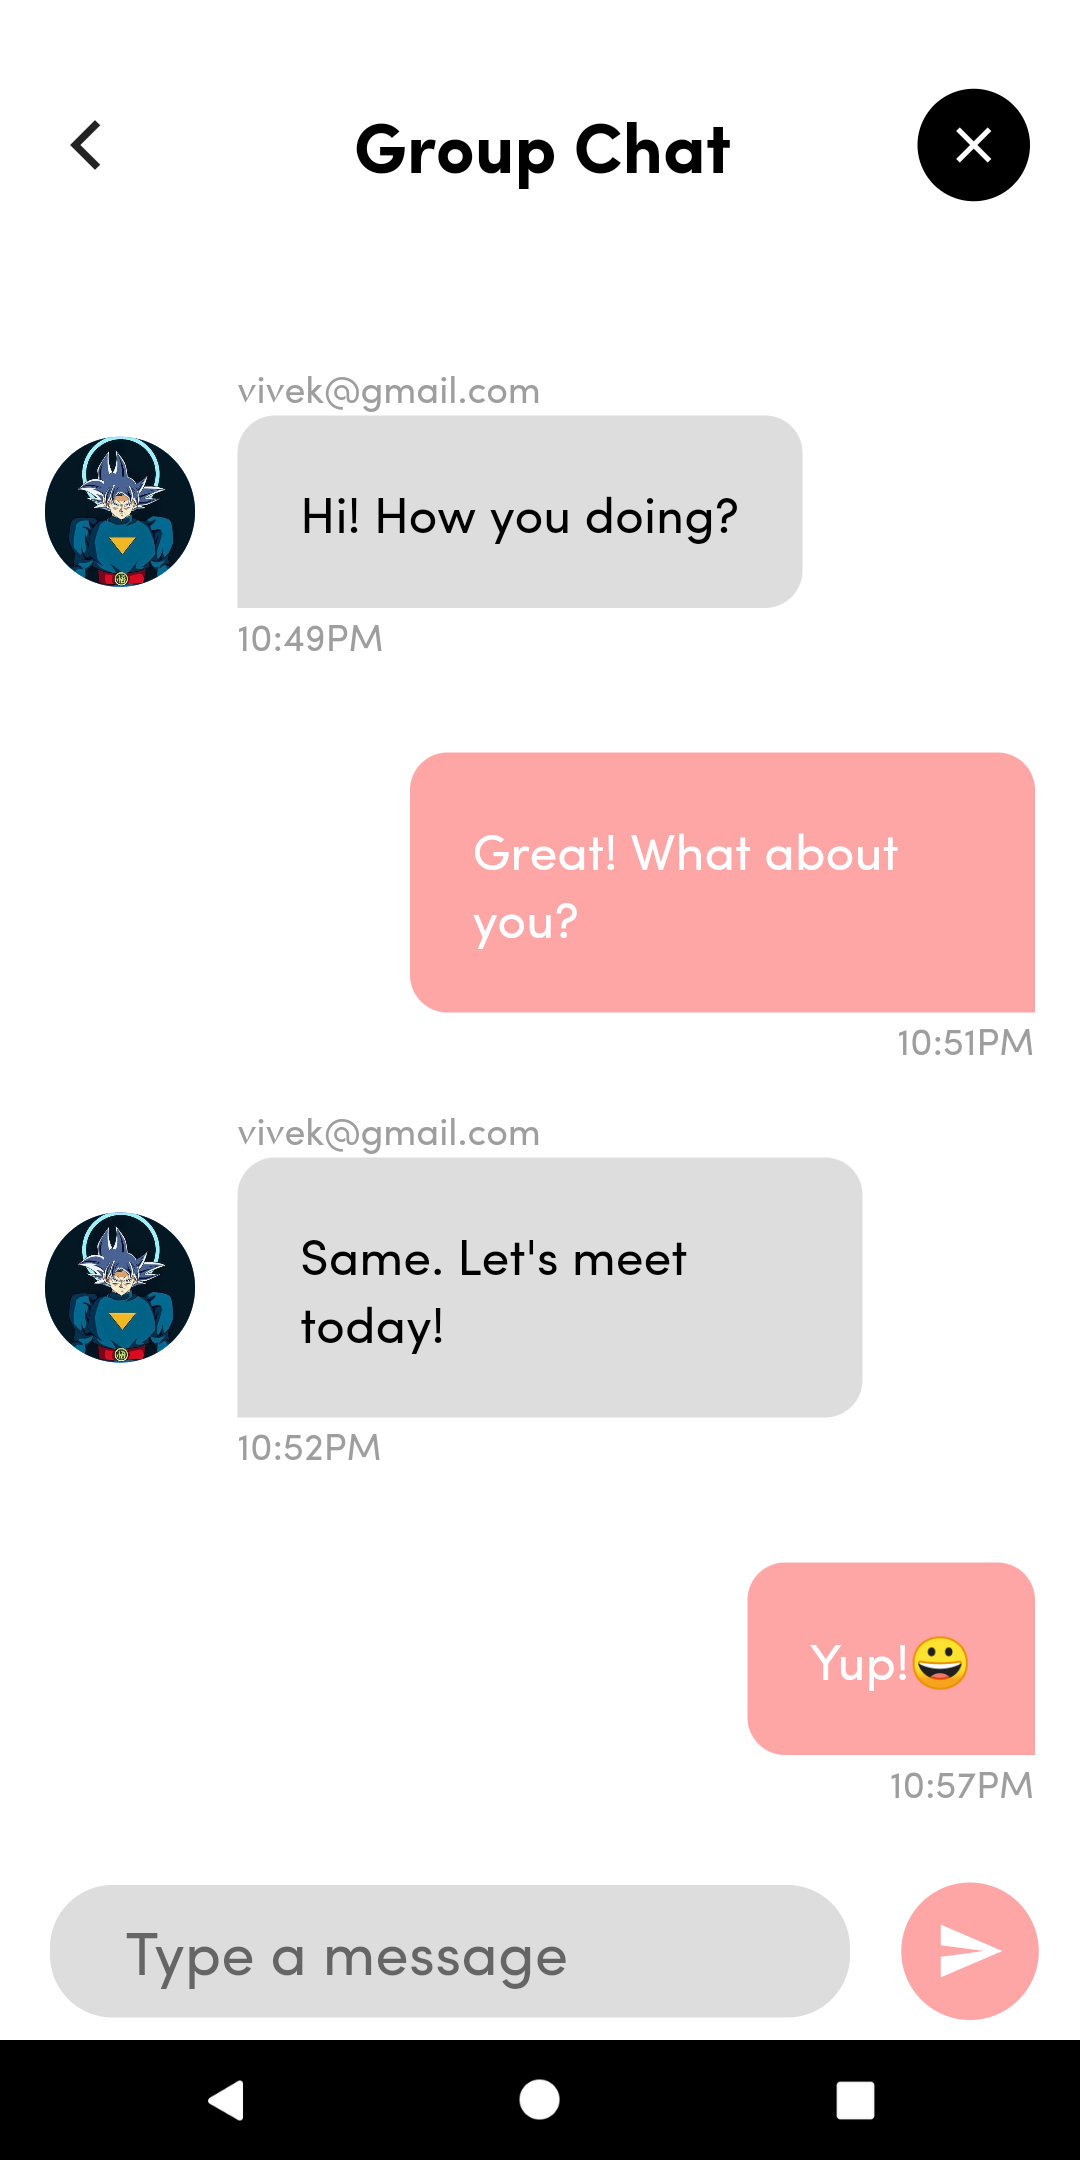 Group Chat
vivek@gmail.com
Hi! How you doing?
10:49PM
Great! What about
you?
10:51PM
vivek@gmail.com
Same. Let's meet
today!
10:52PM
Yup!😀
10:57PM
Type a message